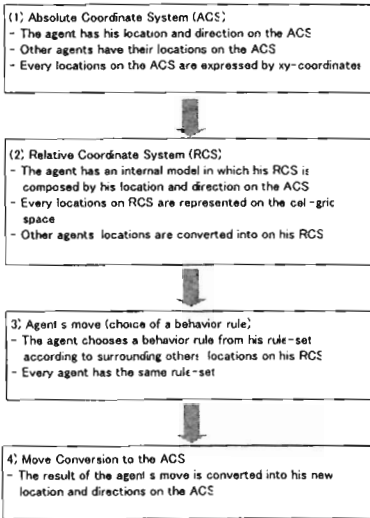 (1) Absolute Coordinate System (ACS)
- The agent has his location and direction on the ACS
- Other agents have their locations on the ACS
- Every locations on the ACS are expressed by xy-coordinates
(2) Relative Coordinate System (RCS)
- The agent has an internal model in which his RCS is
composed by his location and direction on the ACS
- Every locations on RCS are represented on the cel-gric
space
- Other agents locations are converted into on his RCS
3) Agent s move (choice of a behavior rule)
- The agent chooses a behavior rule from his rule-set
according to surrounding others locations on his RCS
- Every agent has the same rule-set
4) Move Conversion to the ACS
- The result of the agent s move is converted into his new
location and directions on the ACS